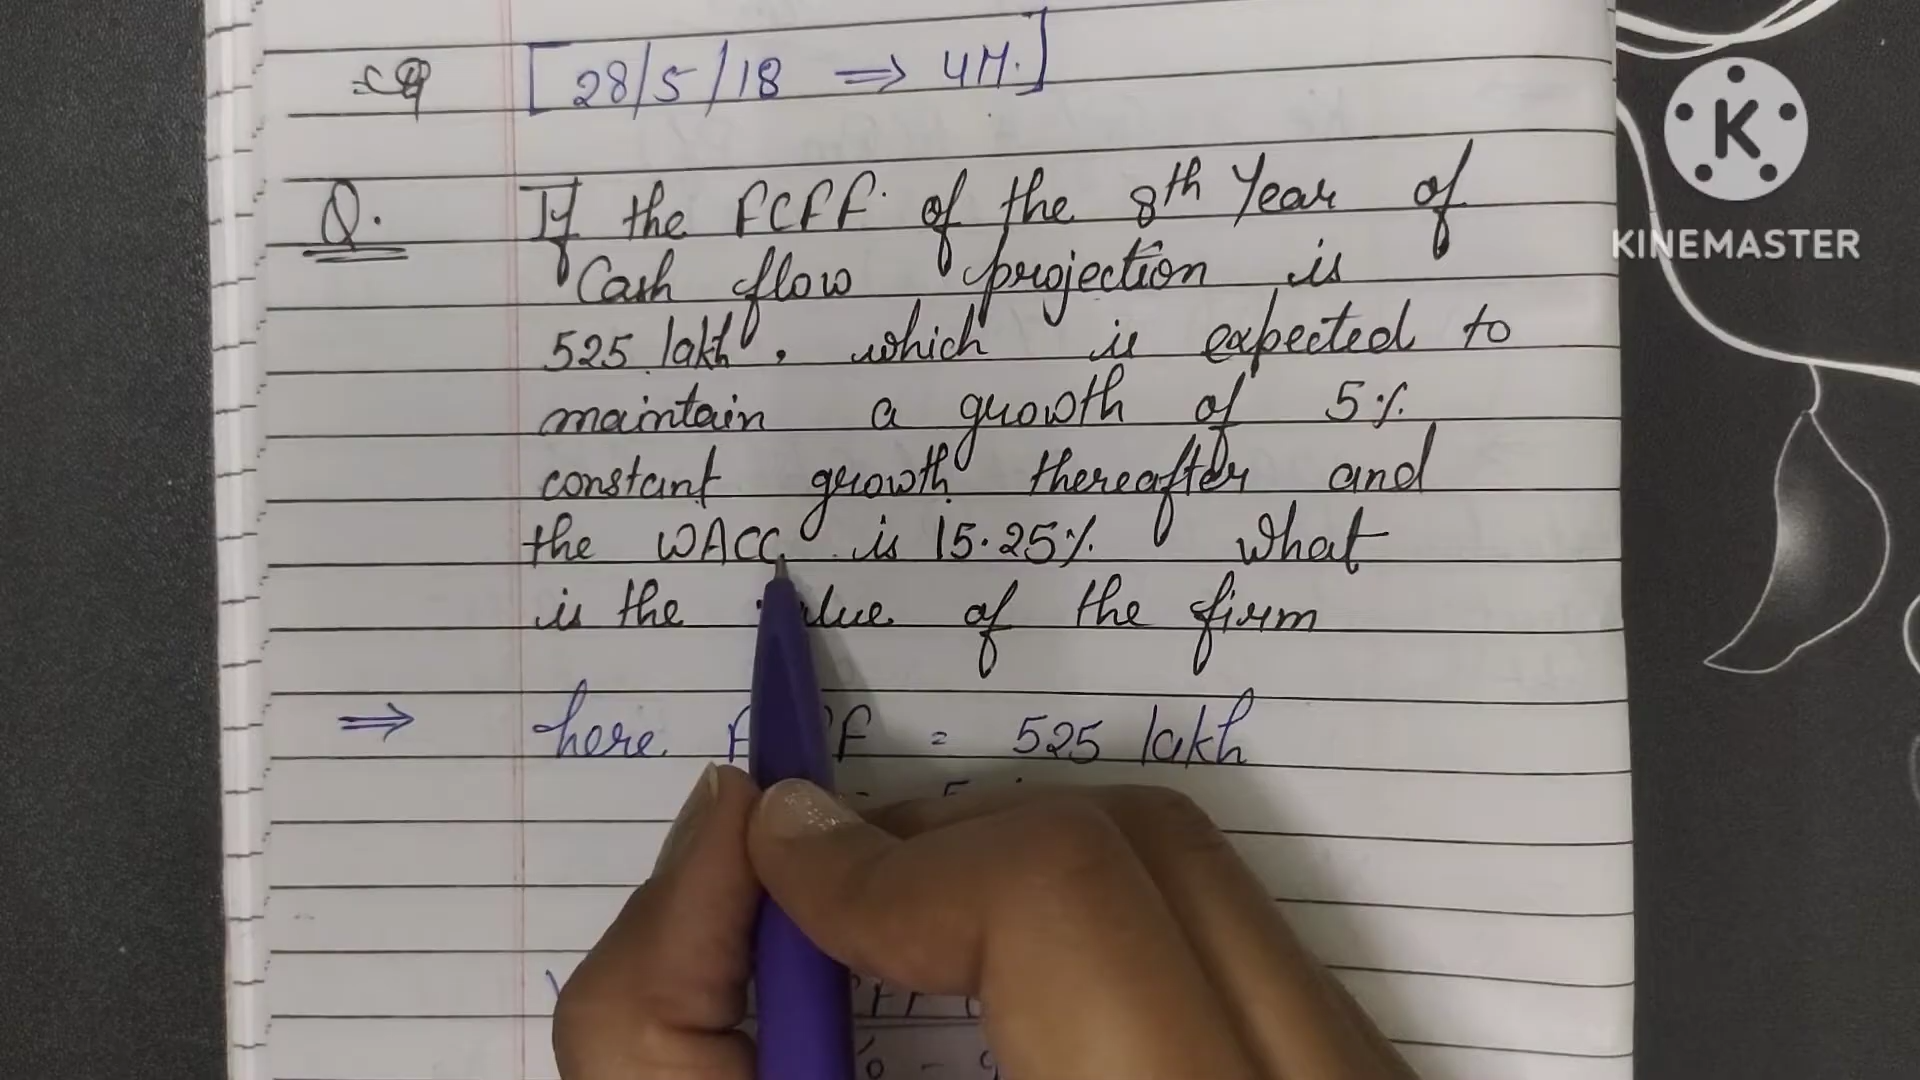 [28/5/18 ⇒ 4M.]
K
KINEMASTER
Q. If the FCFF of the 8th Year of
Cash flow projection is
525 lakh, which is expected to
maintain a growth of 5%
constant growth thereafter and
the WACC is 15.25% What
is the value of the firm
⇒ here FCFF = 525 lakh